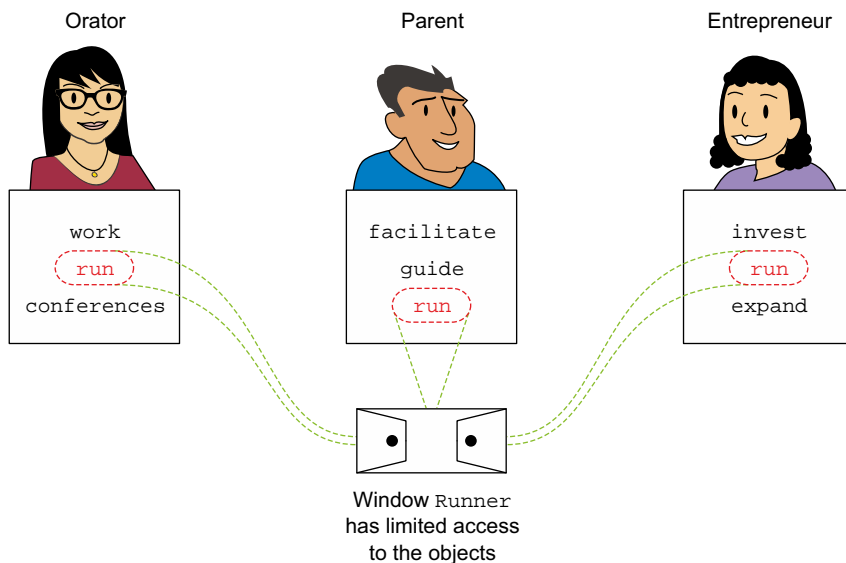 Orator
Parent
Entrepreneur
work
run
conferences
facilitate
guide
run
invest
run
expand
Window Runner
has limited access
to the objects